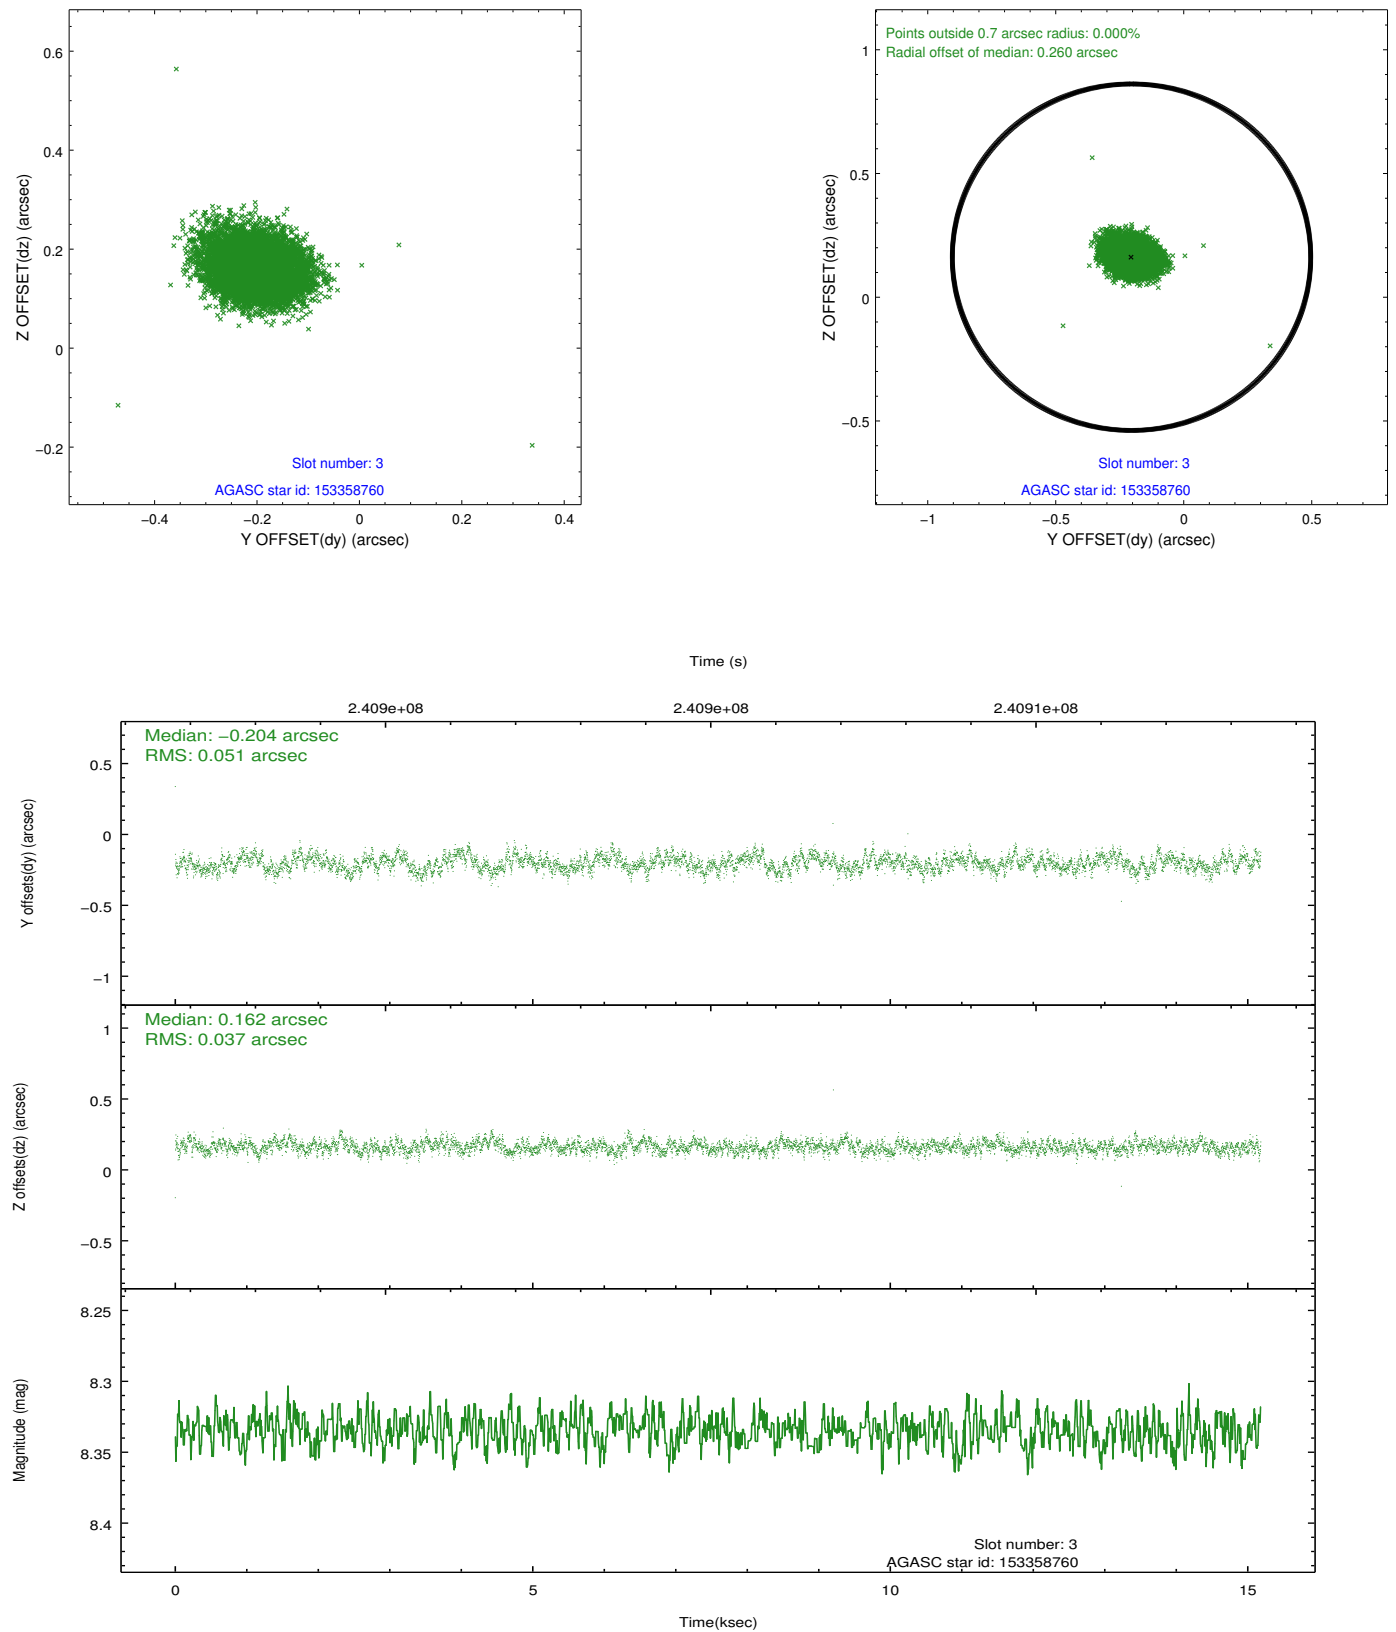 0.6
0.4
0.2
0
−0.2
Z OFFSET(dz) (arcsec)
Slot number: 3
AGASC star id: 153358760
−0.4
−0.2
0
0.2
0.4
Y OFFSET(dy) (arcsec)
Points outside 0.7 arcsec radius: 0.000%
Radial offset of median: 0.260 arcsec
1
0.5
0
−0.5
Z OFFSET(dz) (arcsec)
Slot number: 3
AGASC star id: 153358760
−1
−0.5
0
0.5
Y OFFSET(dy) (arcsec)
Time (s)
2.409e+08
2.409e+08
2.4091e+08
Median: −0.204 arcsec
RMS: 0.051 arcsec
0.5
0
−0.5
−1
Y offsets(dy) (arcsec)
Median: 0.162 arcsec
RMS: 0.037 arcsec
1
0.5
0
−0.5
Z offsets(dz) (arcsec)
8.25
8.3
8.35
8.4
Magnitude (mag)
Slot number: 3
AGASC star id: 153358760
0
5
10
15
Time(ksec)